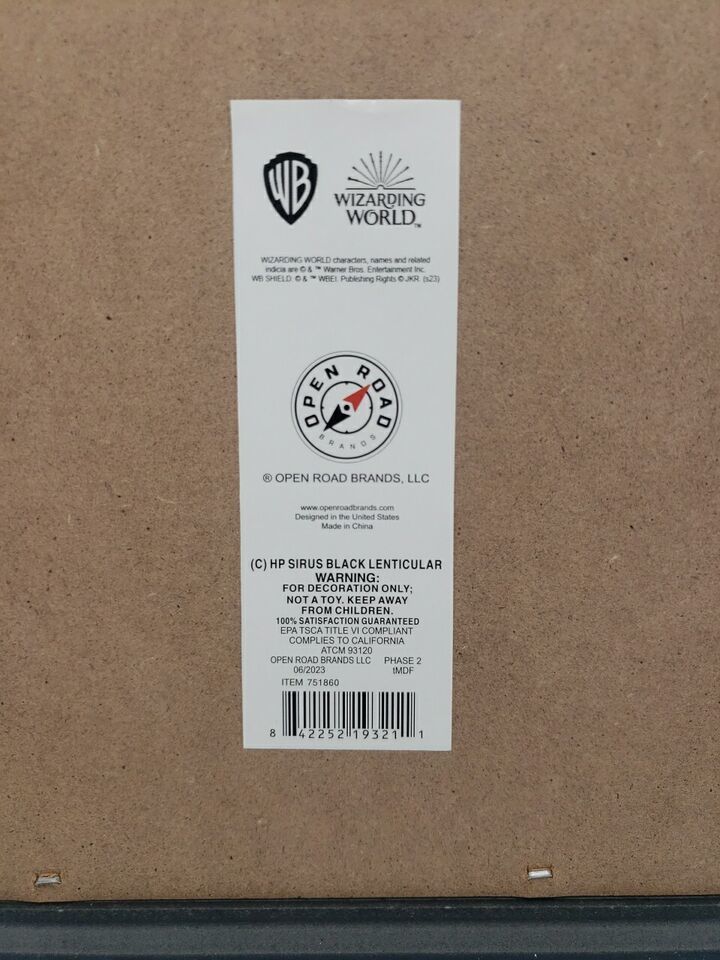 WB
WIZARDING
WORLD™
WIZARDING WORLD characters, names and related
indicia are © & ™ Warner Bros. Entertainment Inc.
WB SHIELD: © & ™ WBEI. Publishing Rights © JKR. (s23)
OPEN ROAD
BRANDS
® OPEN ROAD BRANDS, LLC
www.openroadbrands.com
Designed in the United States
Made in China
(C) HP SIRUS BLACK LENTICULAR
WARNING:
FOR DECORATION ONLY;
NOT A TOY. KEEP AWAY
FROM CHILDREN.
100% SATISFACTION GUARANTEED
EPA TSCA TITLE VI COMPLIANT
COMPLIES TO CALIFORNIA
ATCM 93120
OPEN ROAD BRANDS LLC PHASE 2
06/2023 tMDF
ITEM 751860
8 42252 19321 1